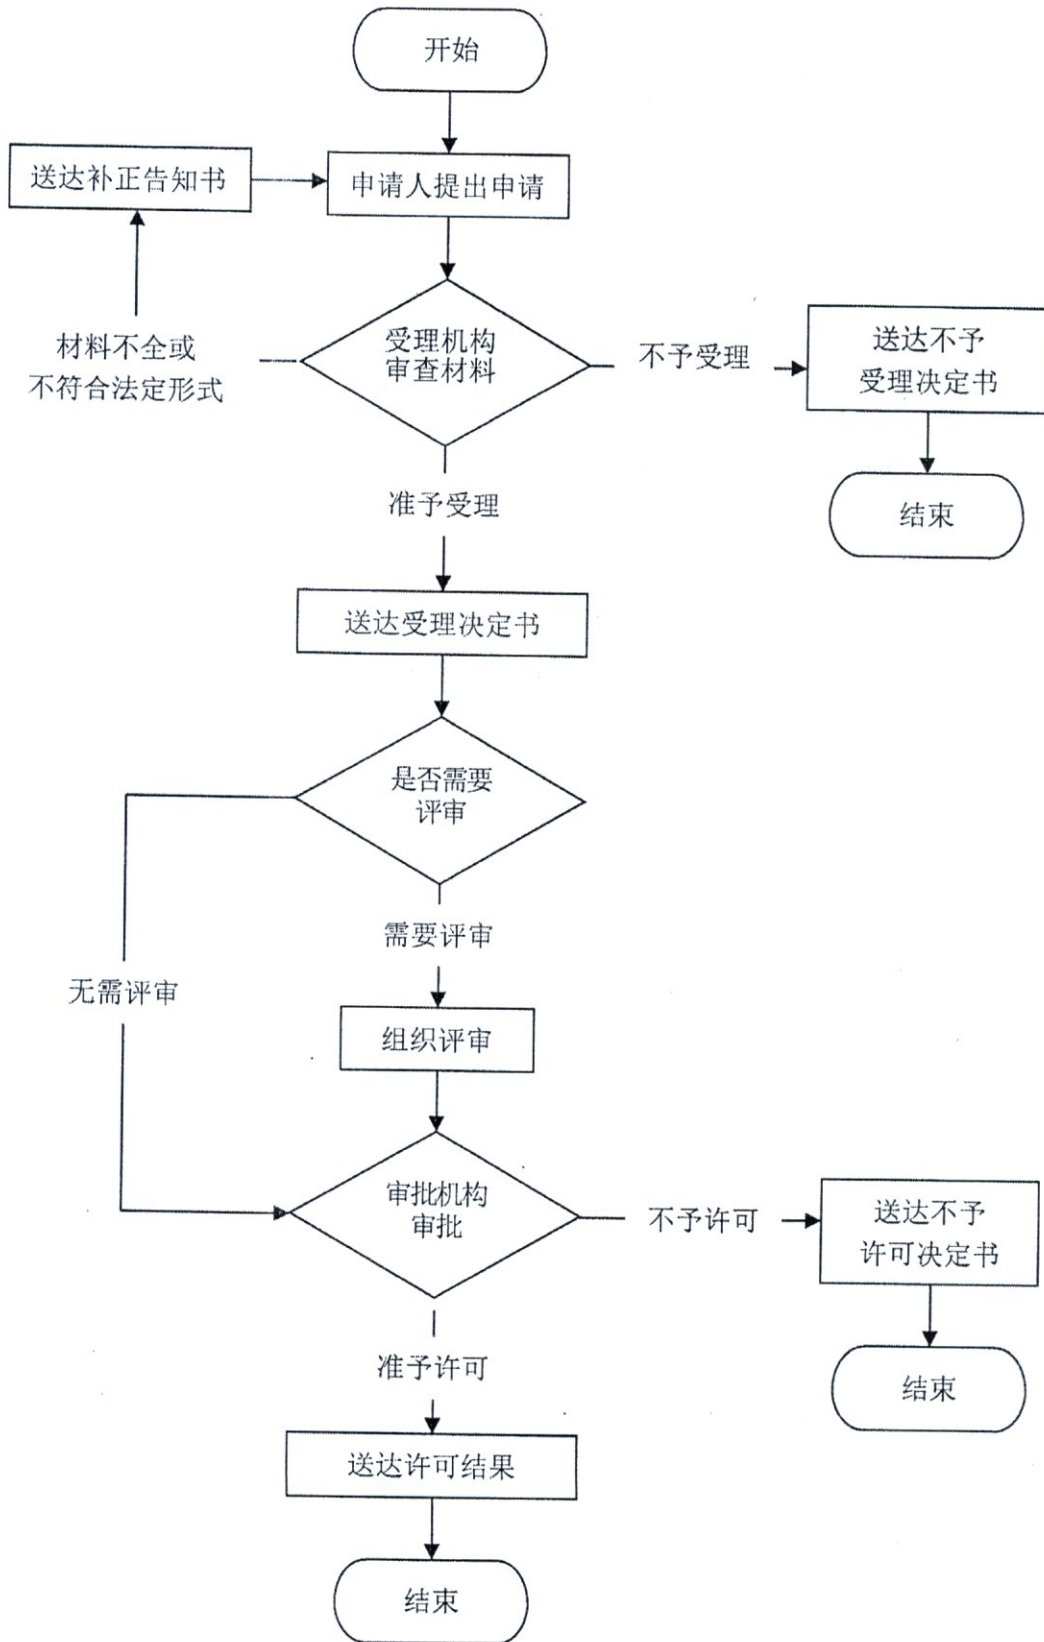 开始
送达补正告知书
申请人提出申请
材料不全或
不符合法定形式
受理机构
审查材料
不予受理
送达不予
受理决定书
结束
准予受理
送达受理决定书
是否需要
评审
需要评审
无需评审
组织评审
审批机构
审批
不予许可
送达不予
许可决定书
结束
准予许可
送达许可结果
结束